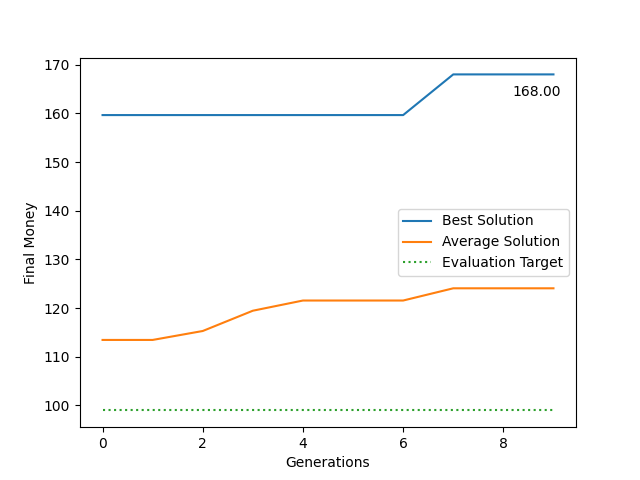 170
160
150
140
130
120
110
100
Final Money
168.00
Best Solution
Average Solution
Evaluation Target
0 2 4 6 8
Generations